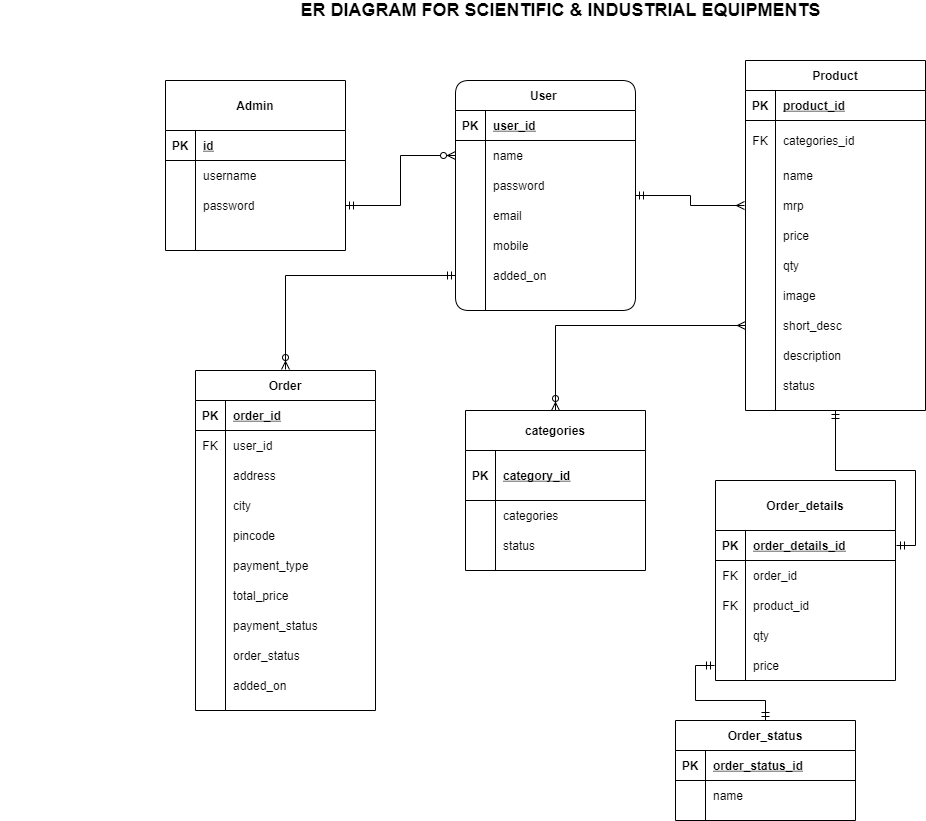 ER DIAGRAM FOR SCIENTIFIC & INDUSTRIAL EQUIPMENTS
Admin
PK id
username
password
User
PK user_id
name
password
email
mobile
added_on
Product
PK product_id
FK categories_id
name
mrp
price
qty
image
short_desc
description
status
Order
PK order_id
FK user_id
address
city
pincode
payment_type
total_price
payment_status
order_status
added_on
categories
PK category_id
categories
status
Order_details
PK order_details_id
FK order_id
FK product_id
qty
price
Order_status
PK order_status_id
name